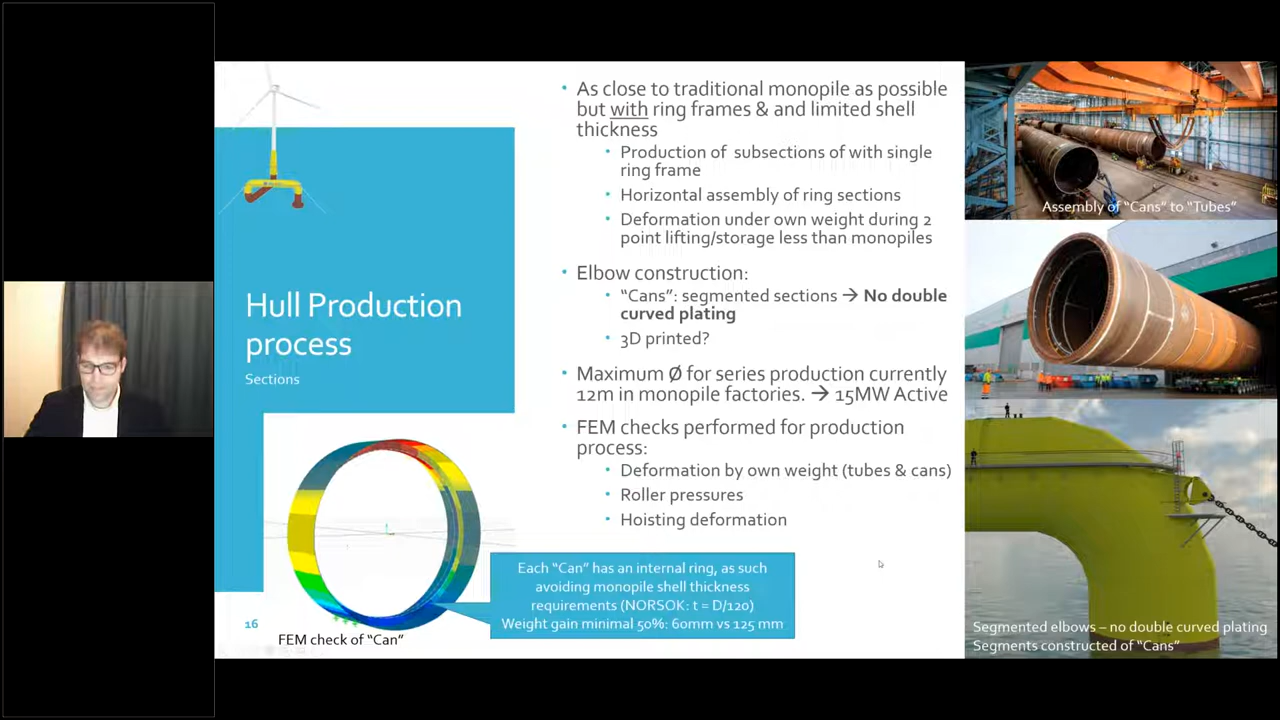 Hull Production
process
Sections
16
FEM check of "Can"
• As close to traditional monopile as possible
but with ring frames & and limited shell
thickness
• Production of subsections of with single
ring frame
• Horizontal assembly of ring sections
• Deformation under own weight during 2
point lifting/storage less than monopiles
• Elbow construction:
• "Cans": segmented sections → No double
curved plating
• 3D printed?
• Maximum Ø for series production currently
12m in monopile factories. → 15MW Active
• FEM checks performed for production
process:
• Deformation by own weight (tubes & cans)
• Roller pressures
• Hoisting deformation
Each "Can" has an internal ring, as such
avoiding monopile shell thickness
requirements (NORSOK: t = D/120)
Weight gain minimal 50%: 60mm vs 125 mm
Assembly of "Cans" to "Tubes"
Segmented elbows – no double curved plating
Segments constructed of "Cans"